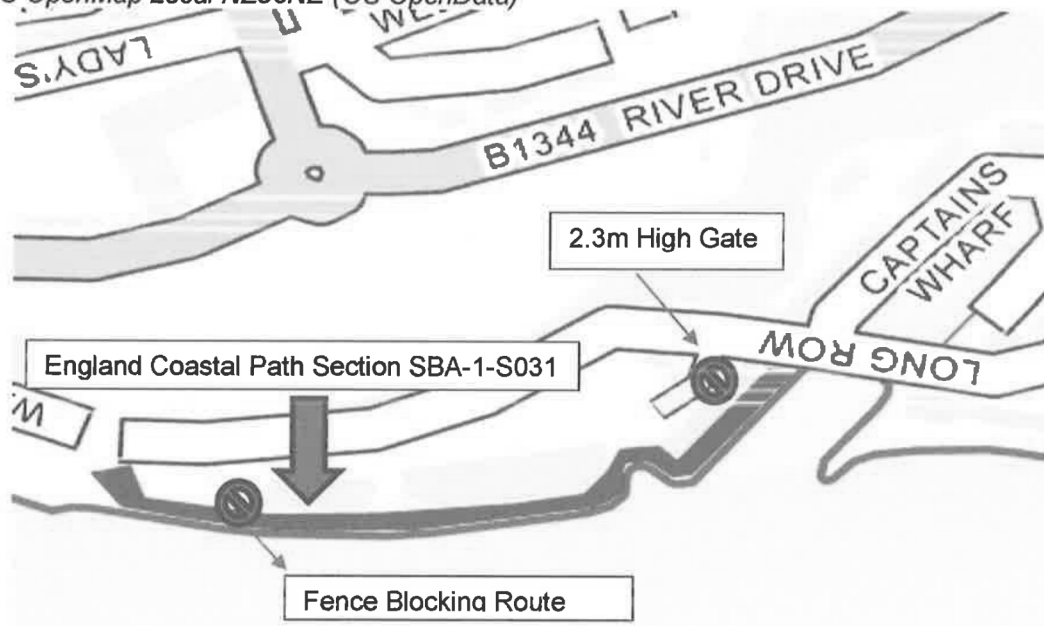 LADY'S
B1344 RIVER DRIVE
CAPTAINS
WHARF
2.3m High Gate
LONG ROW
England Coastal Path Section SBA-1-S031
Fence Blocking Route